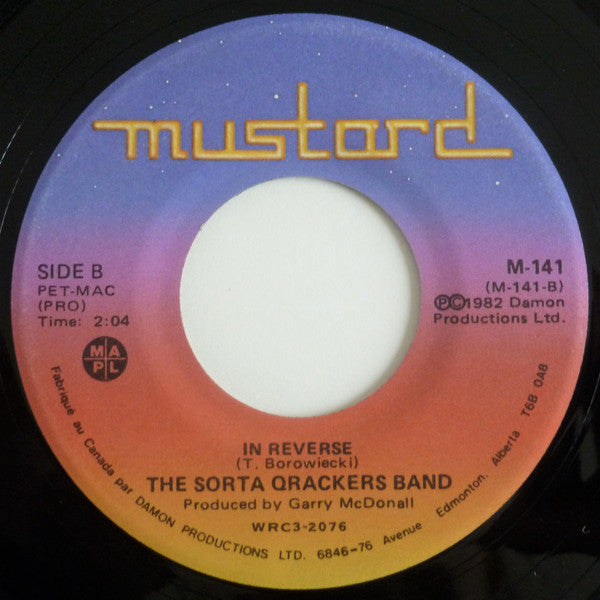 mustard
SIDE B
PET-MAC
(PRO)
Time: 2:04
M-141
(M-141-B)
ⓅⒸ1982 Damon
Productions Ltd.
MAPL
IN REVERSE
(T. Borowiecki)
THE SORTA QRACKERS BAND
Produced by Garry McDonall
WRC3-2076
Fabriqué au Canada par DAMON PRODUCTIONS LTD. 6846-76 Avenue Edmonton, Alberta T6B 0A8